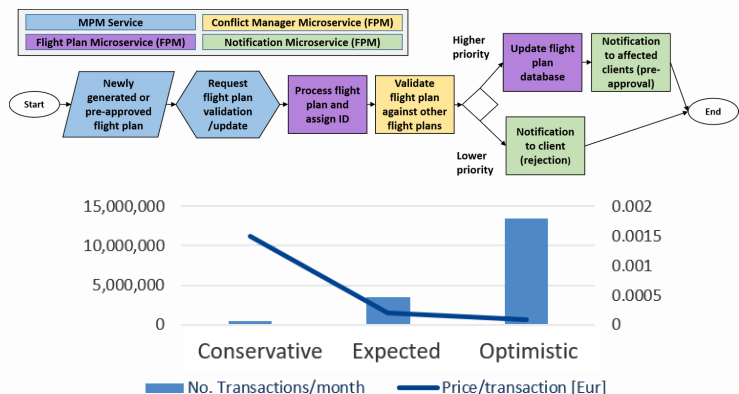 MPM Service
Conflict Manager Microservice (FPM)
Flight Plan Microservice (FPM)
Notification Microservice (FPM)
Start
Newly
generated or
pre-approved
flight plan
Request
flight plan
validation
/update
Process flight
plan and
assign ID
Validate
flight plan
against other
flight plans
Higher
priority
Lower
priority
Update flight
plan
database
Notification
to affected
clients (pre-
approval)
Notification
to client
(rejection)
End
15,000,000
10,000,000
5,000,000
0
0.002
0.0015
0.001
0.0005
0
Conservative
Expected
Optimistic
No. Transactions/month
Price/transaction [Eur]